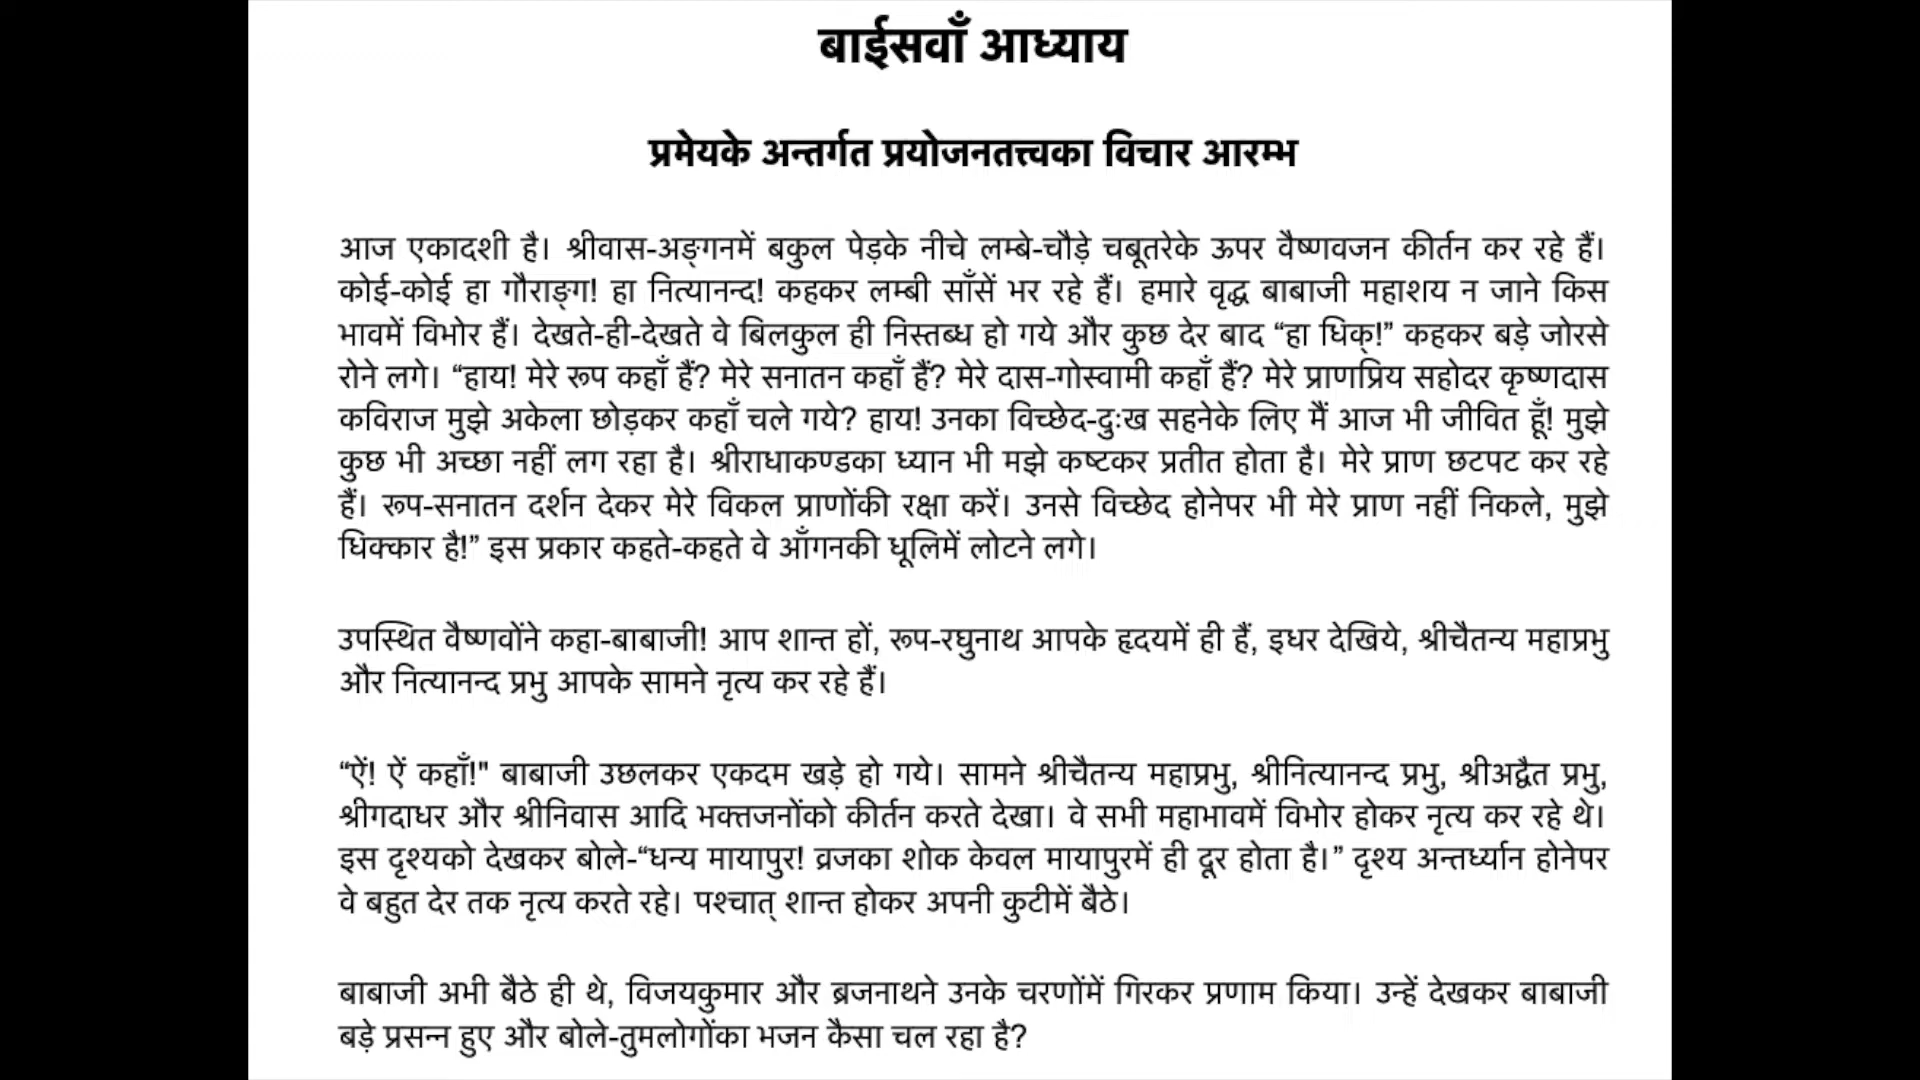 बाईसवाँ आध्याय
प्रमेयके अन्तर्गत प्रयोजनतत्त्वका विचार आरम्भ
आज एकादशी है। श्रीवास-अङ्गनमें बकुल पेड़के नीचे लम्बे-चौड़े चबूतरेके ऊपर वैष्णवजन कीर्तन कर रहे हैं।
कोई-कोई हा गौराङ्ग! हा नित्यानन्द! कहकर लम्बी साँसें भर रहे हैं। हमारे वृद्ध बाबाजी महाशय न जाने किस
भावमें विभोर हैं। देखते-ही-देखते वे बिलकुल ही निस्तब्ध हो गये और कुछ देर बाद “हा धिक्!” कहकर बड़े जोरसे
रोने लगे। “हाय! मेरे रूप कहाँ हैं? मेरे सनातन कहाँ हैं? मेरे दास-गोस्वामी कहाँ हैं? मेरे प्राणप्रिय सहोदर कृष्णदास
कविराज मुझे अकेला छोड़कर कहाँ चले गये? हाय! उनका विच्छेद-दुःख सहनेके लिए मैं आज भी जीवित हूँ! मुझे
कुछ भी अच्छा नहीं लग रहा है। श्रीराधाकण्डका ध्यान भी मझे कष्टकर प्रतीत होता है। मेरे प्राण छटपट कर रहे
हैं। रूप-सनातन दर्शन देकर मेरे विकल प्राणोंकी रक्षा करें। उनसे विच्छेद होनेपर भी मेरे प्राण नहीं निकले, मुझे
धिक्कार है!” इस प्रकार कहते-कहते वे आँगनकी धूलिमें लोटने लगे।
उपस्थित वैष्णवोंने कहा-बाबाजी! आप शान्त हों, रूप-रघुनाथ आपके हृदयमें ही हैं, इधर देखिये, श्रीचैतन्य महाप्रभु
और नित्यानन्द प्रभु आपके सामने नृत्य कर रहे हैं।
“ऐं! ऐं कहाँ!" बाबाजी उछलकर एकदम खड़े हो गये। सामने श्रीचैतन्य महाप्रभु, श्रीनित्यानन्द प्रभु, श्रीअद्वैत प्रभु,
श्रीगदाधर और श्रीनिवास आदि भक्तजनोंको कीर्तन करते देखा। वे सभी महाभावमें विभोर होकर नृत्य कर रहे थे।
इस दृश्यको देखकर बोले-“धन्य मायापुर! व्रजका शोक केवल मायापुरमें ही दूर होता है।” दृश्य अन्तर्ध्यान होनेपर
वे बहुत देर तक नृत्य करते रहे। पश्चात् शान्त होकर अपनी कुटीमें बैठे।
बाबाजी अभी बैठे ही थे, विजयकुमार और ब्रजनाथने उनके चरणोंमें गिरकर प्रणाम किया। उन्हें देखकर बाबाजी
बड़े प्रसन्न हुए और बोले-तुमलोगोंका भजन कैसा चल रहा है?